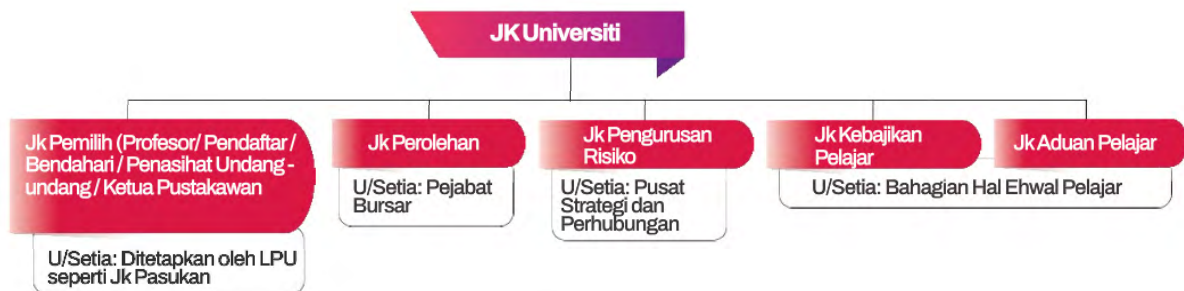 JK Universiti
Jk Pemilih (Profesor/ Pendaftar /
Bendahari / Penasihat Undang -
undang / Ketua Pustakawan
U/Setia: Ditetapkan oleh LPU
seperti Jk Pasukan
Jk Perolehan
U/Setia: Pejabat
Bursar
Jk Pengurusan
Risiko
U/Setia: Pusat
Strategi dan
Perhubungan
Jk Kebajikan
Pelajar
Jk Aduan Pelajar
U/Setia: Bahagian Hal Ehwal Pelajar